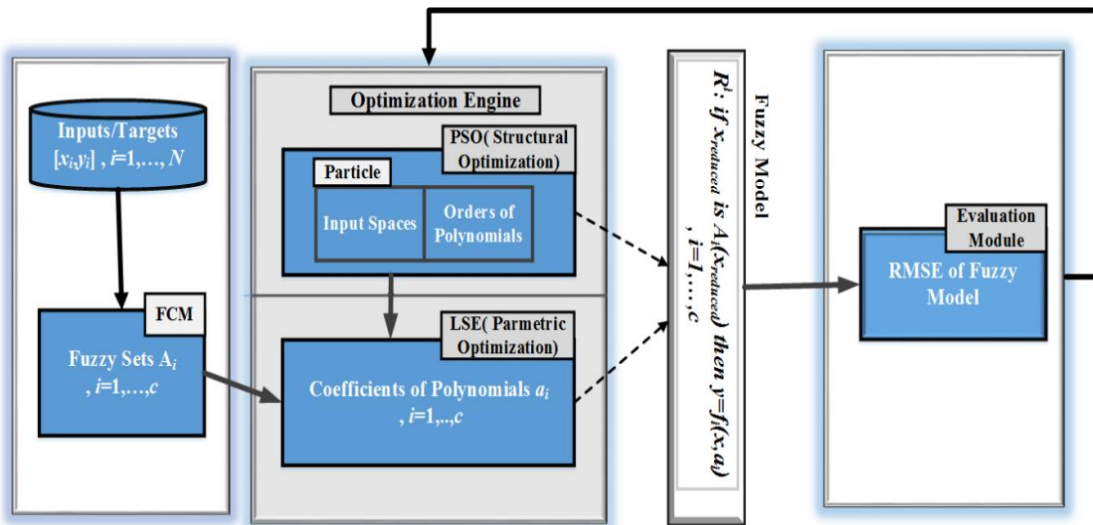 Inputs/Targets
[xi,yi] , i=1,…, N
FCM
Fuzzy Sets Ai
, i=1,…,c
Optimization Engine
PSO( Structural
Optimization)
Particle
Input Spaces
Orders of
Polynomials
LSE( Parmetric
Optimization)
Coefficients of Polynomials ai
, i=1,..,c
Fuzzy Model
Ri: if xreduced is Ai(xreduced) then y=fi(x,ai)
, i=1,…,c
Evaluation
Module
RMSE of Fuzzy
Model